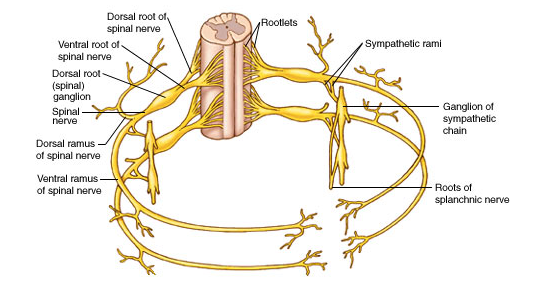 Dorsal root of
spinal nerve
Ventral root of
spinal nerve
Dorsal root
(spinal)
ganglion
Spinal
nerve
Dorsal ramus
of spinal nerve
Ventral ramus
of spinal nerve
Rootlets
Sympathetic rami
Ganglion of
sympathetic
chain
Roots of
splanchnic nerve